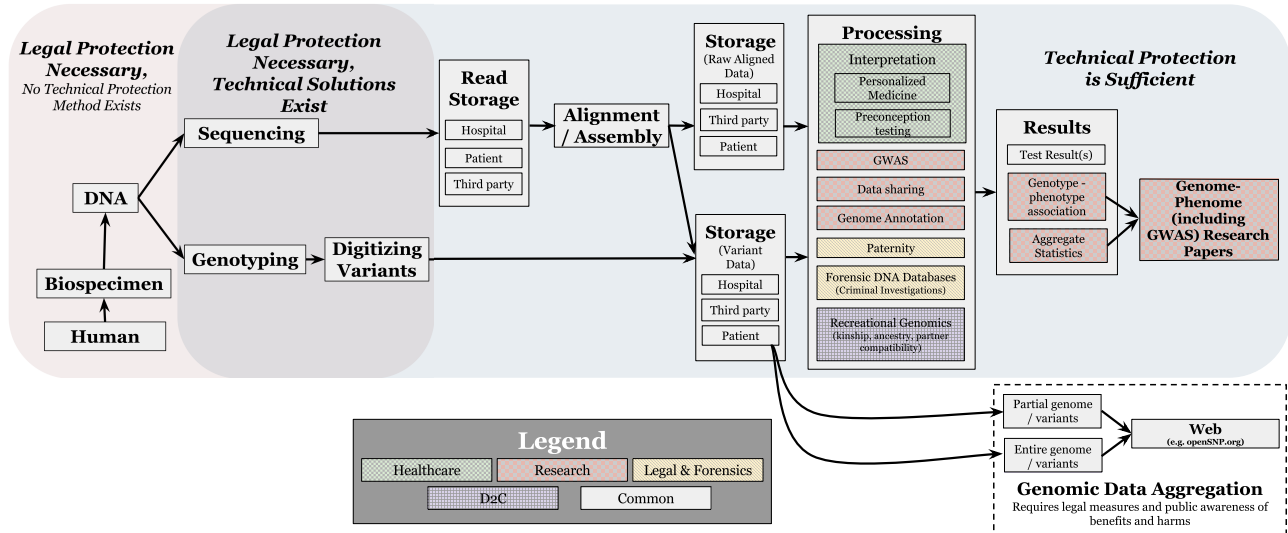 Legal Protection
Necessary,
No Technical Protection
Method Exists
Legal Protection
Necessary,
Technical Solutions
Exist
Technical Protection
is Sufficient
Human
Biospecimen
DNA
Sequencing
Genotyping
Digitizing
Variants
Read
Storage
Hospital
Patient
Third party
Alignment
/ Assembly
Storage
(Raw Aligned
Data)
Hospital
Third party
Patient
Storage
(Variant
Data)
Hospital
Third party
Patient
Processing
Interpretation
Personalized
Medicine
Preconception
testing
GWAS
Data sharing
Genome Annotation
Paternity
Forensic DNA Databases
(Criminal Investigations)
Recreational Genomics
(kinship, ancestry, partner
compatibility)
Results
Test Result(s)
Genotype -
phenotype
association
Aggregate
Statistics
Genome-
Phenome
(including
GWAS) Research
Papers
Partial genome
/ variants
Entire genome
/ variants
Web
(e.g. openSNP.org)
Genomic Data Aggregation
Requires legal measures and public awareness of
benefits and harms
Legend
Healthcare
Research
Legal & Forensics
D2C
Common